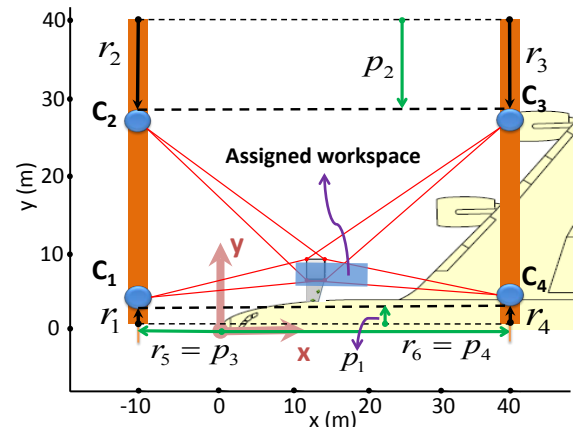 40
r₂
p₂
r₃
30
C₂
C₃
20
Assigned workspace
y (m)
10
y
C₁
C₄
r₁
r₄
0
x
r₅ = p₃
p₁
r₆ = p₄
-10 0 10 20 30 40
x (m)